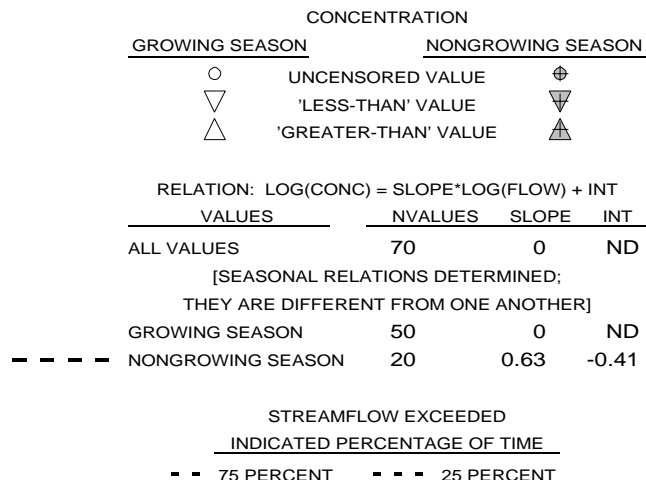 CONCENTRATION
GROWING SEASON NONGROWING SEASON
UNCENSORED VALUE
'LESS-THAN' VALUE
'GREATER-THAN' VALUE
RELATION: LOG(CONC) = SLOPE*LOG(FLOW) + INT
VALUES NVALUES SLOPE INT
ALL VALUES 70 0 ND
[SEASONAL RELATIONS DETERMINED;
THEY ARE DIFFERENT FROM ONE ANOTHER]
GROWING SEASON 50 0 ND
NONGROWING SEASON 20 0.63 -0.41
STREAMFLOW EXCEEDED
INDICATED PERCENTAGE OF TIME
75 PERCENT 25 PERCENT